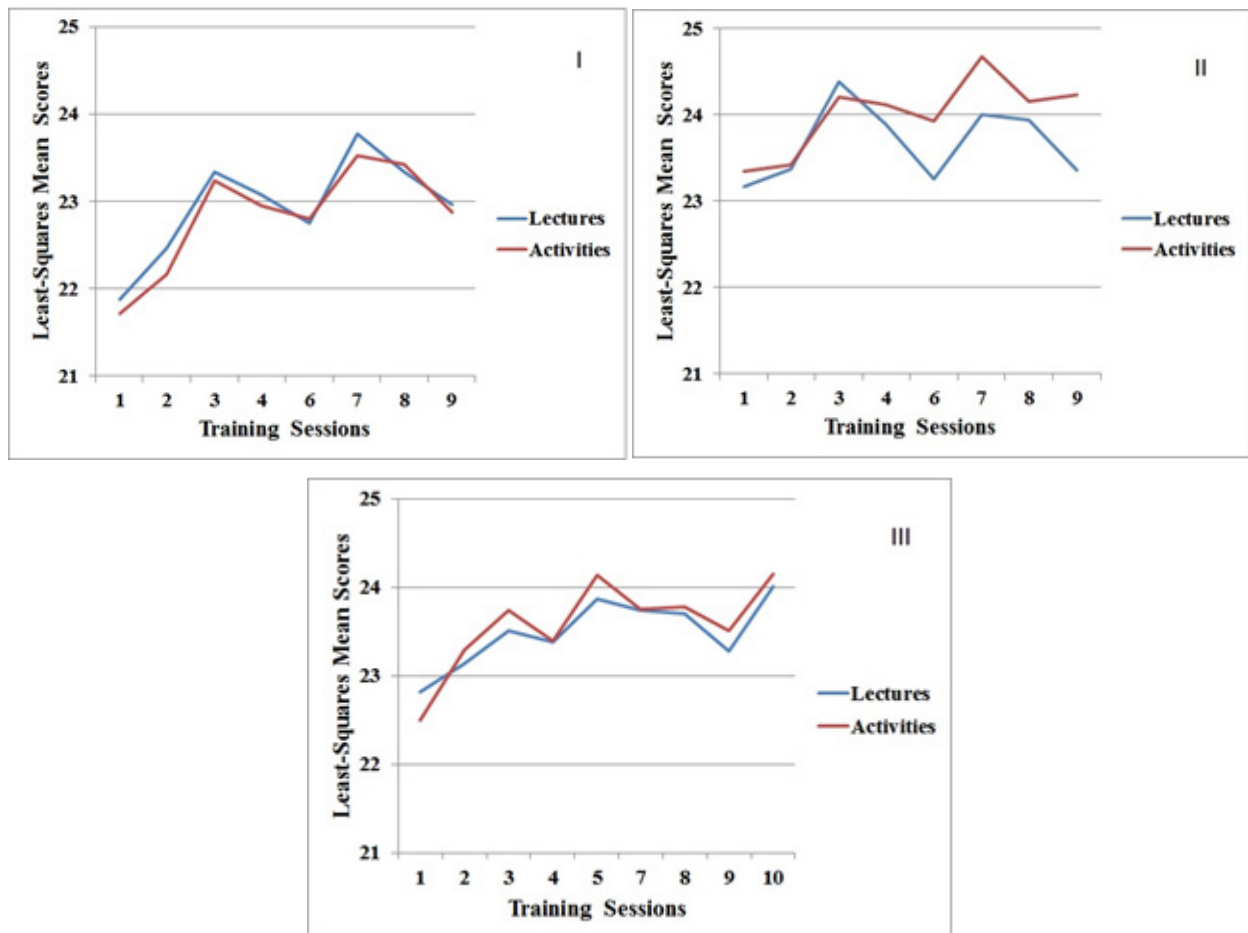 I
Least-Squares Mean Scores
25
24
23
22
21
1 2 3 4 6 7 8 9
Training Sessions
Lectures
Activities
II
Least-Squares Mean Scores
25
24
23
22
21
1 2 3 4 6 7 8 9
Training Sessions
Lectures
Activities
III
Least-Squares Mean Scores
25
24
23
22
21
1 2 3 4 5 7 8 9 10
Training Sessions
Lectures
Activities